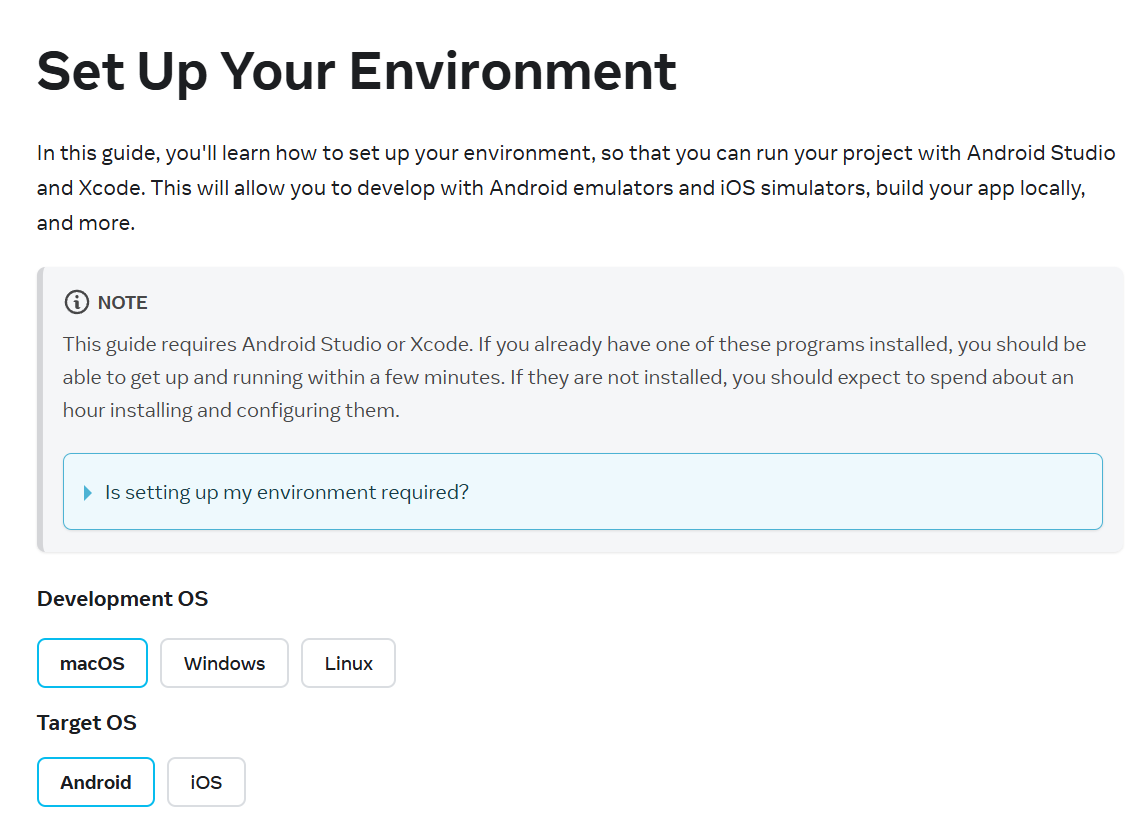 Set Up Your Environment
In this guide, you'll learn how to set up your environment, so that you can run your project with Android Studio
and Xcode. This will allow you to develop with Android emulators and iOS simulators, build your app locally,
and more.
NOTE
This guide requires Android Studio or Xcode. If you already have one of these programs installed, you should be
able to get up and running within a few minutes. If they are not installed, you should expect to spend about an
hour installing and configuring them.
Is setting up my environment required?
Development OS
macOS Windows Linux
Target OS
Android iOS